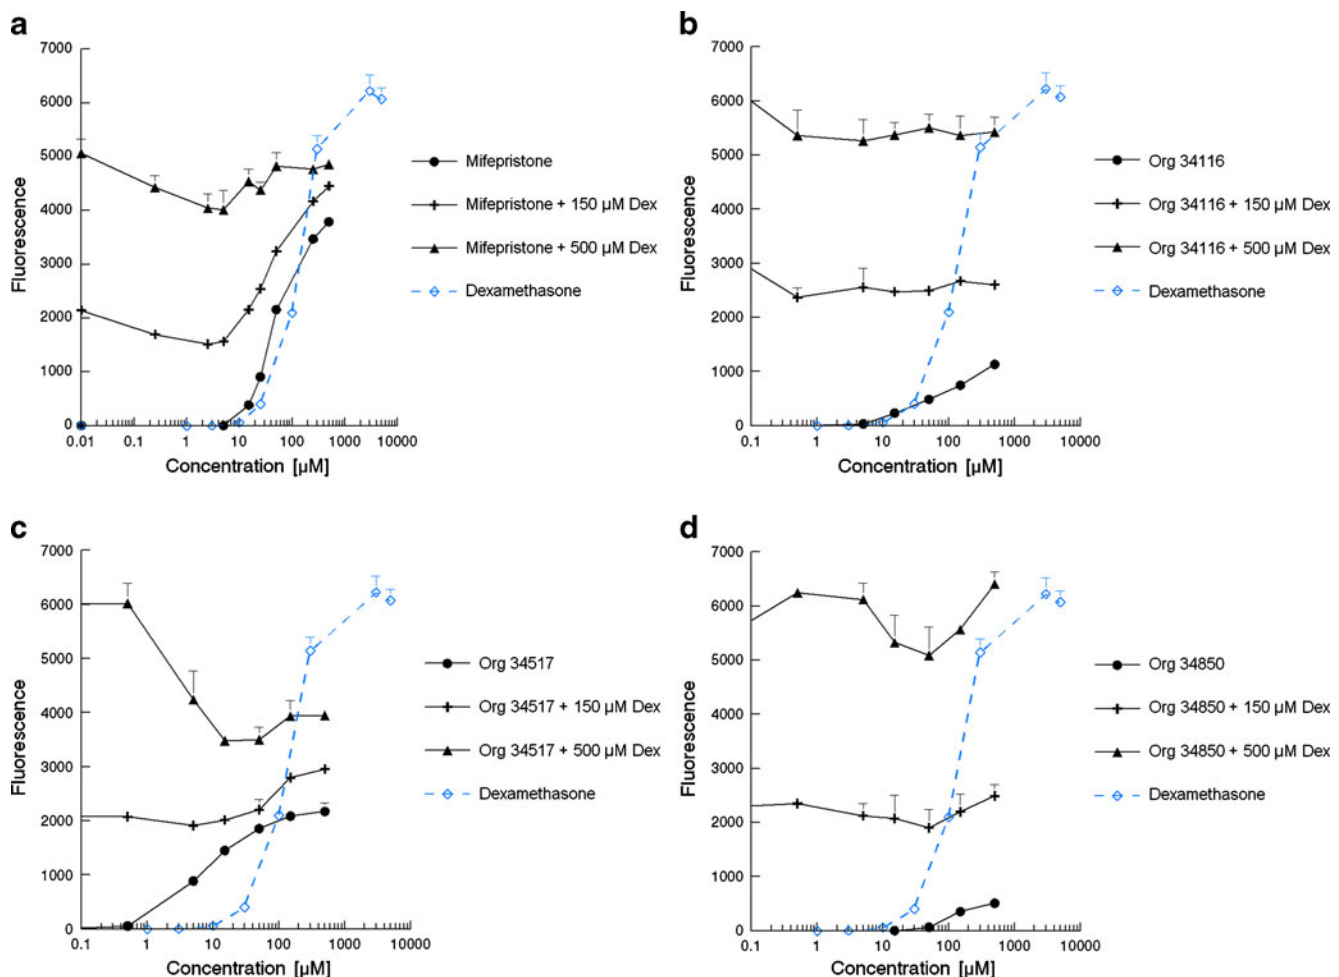 a
7000
6000
5000
4000
3000
2000
1000
0
Fluorescence
0.01 0.1 1 10 100 1000 10000
Concentration [µM]
Mifepristone
Mifepristone + 150 µM Dex
Mifepristone + 500 µM Dex
Dexamethasone
b
7000
6000
5000
4000
3000
2000
1000
0
Fluorescence
0.1 1 10 100 1000 10000
Concentration [µM]
Org 34116
Org 34116 + 150 µM Dex
Org 34116 + 500 µM Dex
Dexamethasone
c
7000
6000
5000
4000
3000
2000
1000
0
Fluorescence
0.1 1 10 100 1000 10000
Concentration [µM]
Org 34517
Org 34517 + 150 µM Dex
Org 34517 + 500 µM Dex
Dexamethasone
d
7000
6000
5000
4000
3000
2000
1000
0
Fluorescence
0.1 1 10 100 1000 10000
Concentration [µM]
Org 34850
Org 34850 + 150 µM Dex
Org 34850 + 500 µM Dex
Dexamethasone